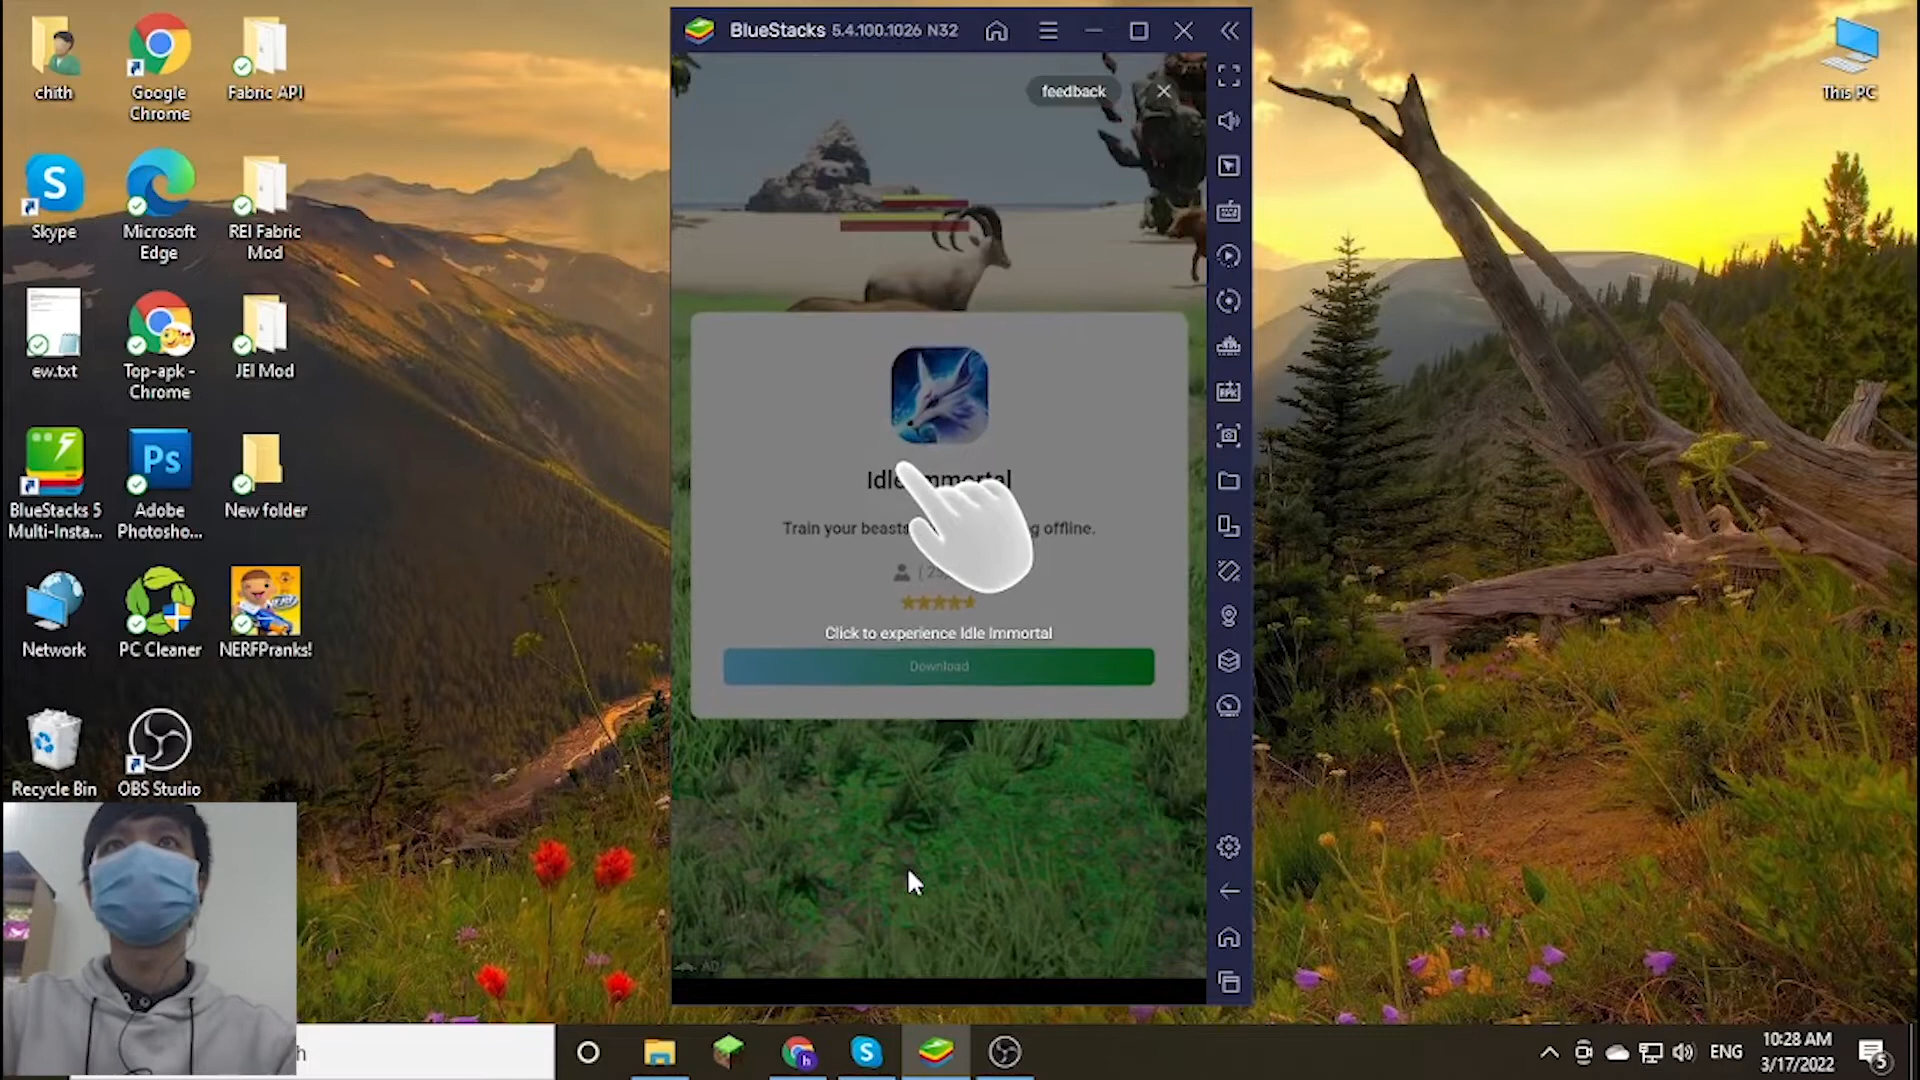 chith
Google
Chrome
Fabric API
Skype
Microsoft
Edge
REI Fabric
Mod
ew.txt
Top-apk -
Chrome
JEI Mod
BlueStacks 5
Multi-Insta...
Ps
Adobe
Photosho...
New folder
Network
PC Cleaner
NERFPranks!
Recycle Bin
OBS Studio
BlueStacks 5.4.100.1026 N32
feedback
Train your beasts
offline.
Click to experience Idle Immortal
Download
AD
This PC
h
ENG
10:28 AM
3/17/2022
5